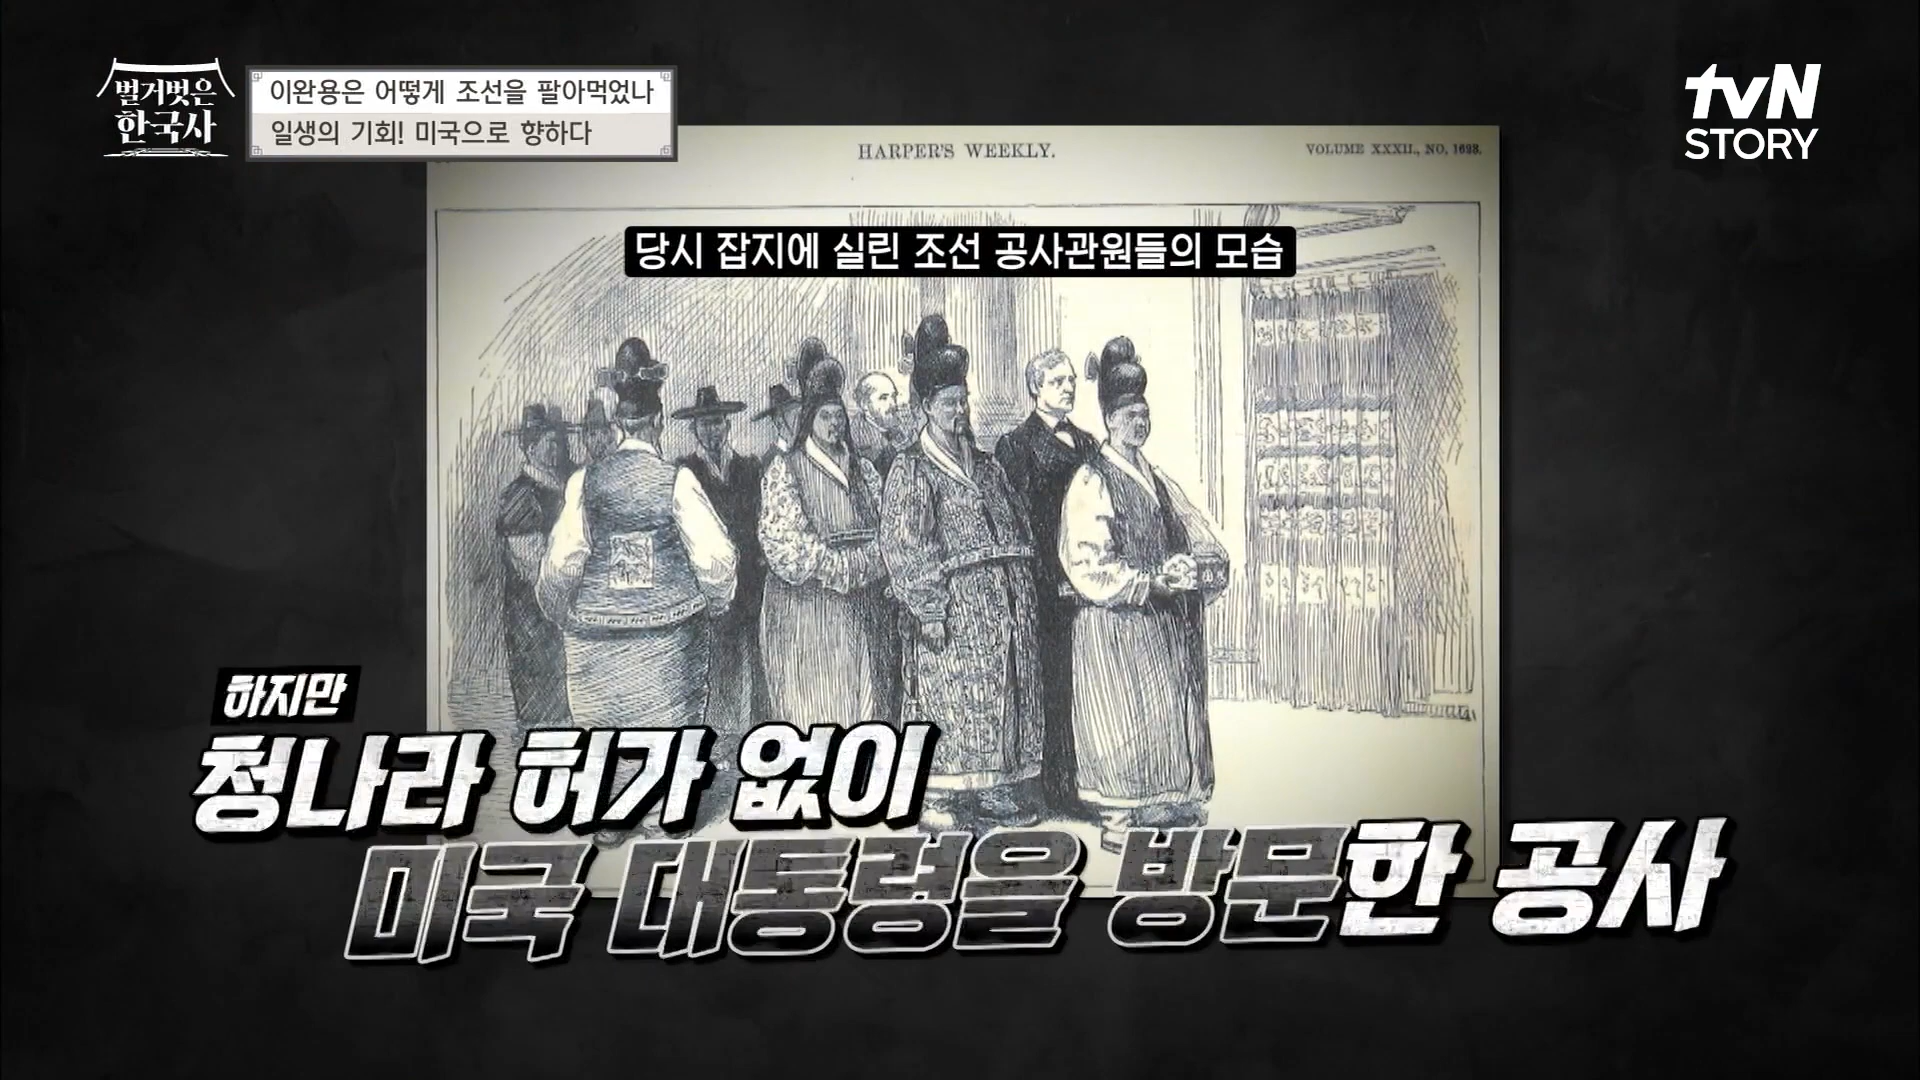 벌거벗은
한국사
이완용은 어떻게 조선을 팔아먹었나
일생의 기회! 미국으로 향하다
tvN
STORY
HARPER'S WEEKLY.
VOLUME XXXII., NO. 1628.
당시 잡지에 실린 조선 공사관원들의 모습
하지만
청나라 허가 없이
미국 대통령을 방문한 공사